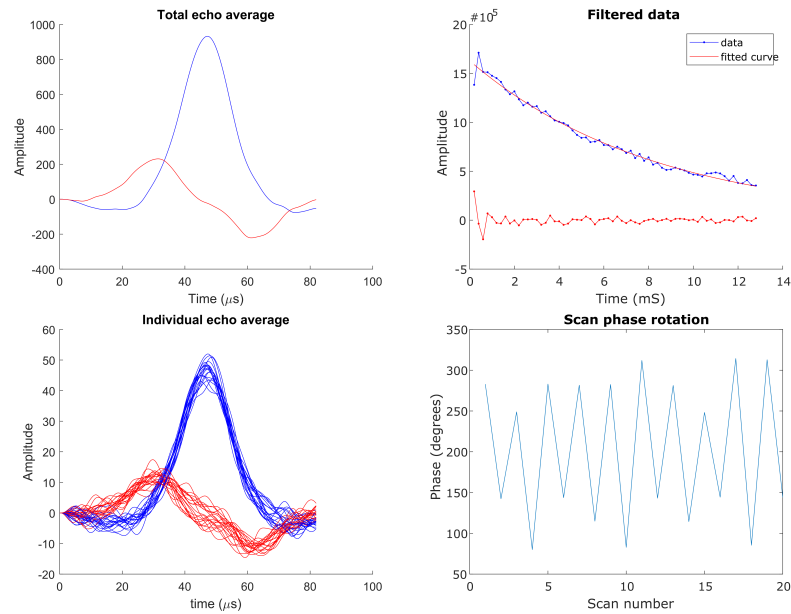 Total echo average
Amplitude
1000
800
600
400
200
0
-200
-400
0 20 40 60 80 100
Time (μs)
Filtered data
#10^5
Amplitude
20
15
10
5
0
-5
data
fitted curve
0 2 4 6 8 10 12 14
Time (mS)
Individual echo average
Amplitude
60
50
40
30
20
10
0
-10
-20
0 20 40 60 80 100
time (μs)
Scan phase rotation
Phase (degrees)
350
300
250
200
150
100
50
0 5 10 15 20
Scan number